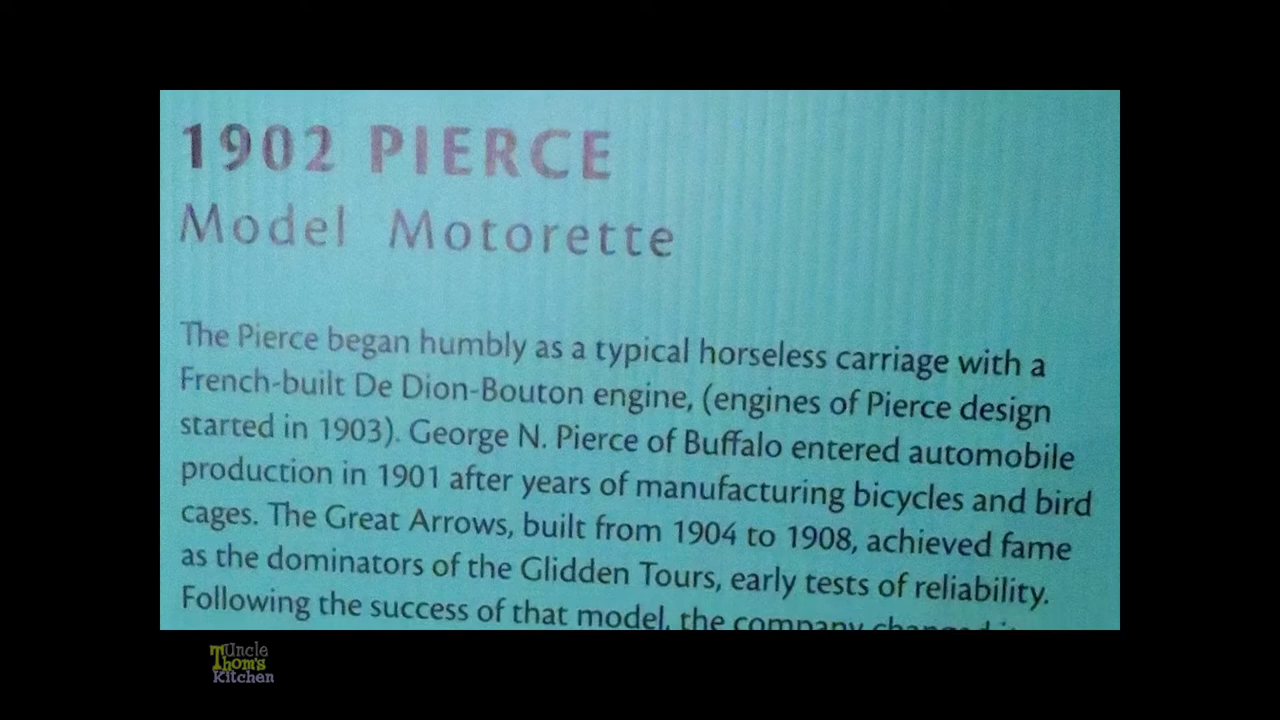 1902 PIERCE
Model Motorette
The Pierce began humbly as a typical horseless carriage with a
French-built De Dion-Bouton engine, (engines of Pierce design
started in 1903). George N. Pierce of Buffalo entered automobile
production in 1901 after years of manufacturing bicycles and bird
cages. The Great Arrows, built from 1904 to 1908, achieved fame
as the dominators of the Glidden Tours, early tests of reliability.
Following the success of that model, the company changed
Uncle
Thom's
Kitchen